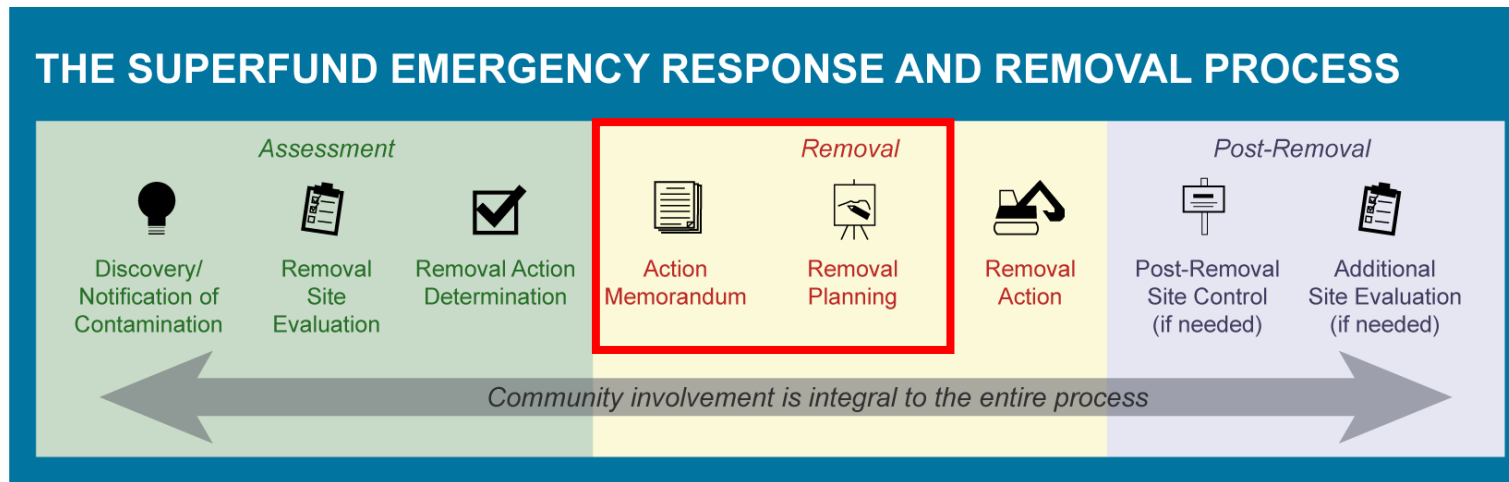 THE SUPERFUND EMERGENCY RESPONSE AND REMOVAL PROCESS
Assessment
Discovery/
Notification of
Contamination
Removal
Site
Evaluation
Removal Action
Determination
Removal
Action
Memorandum
Removal
Planning
Removal
Action
Post-Removal
Post-Removal
Site Control
(if needed)
Additional
Site Evaluation
(if needed)
Community involvement is integral to the entire process